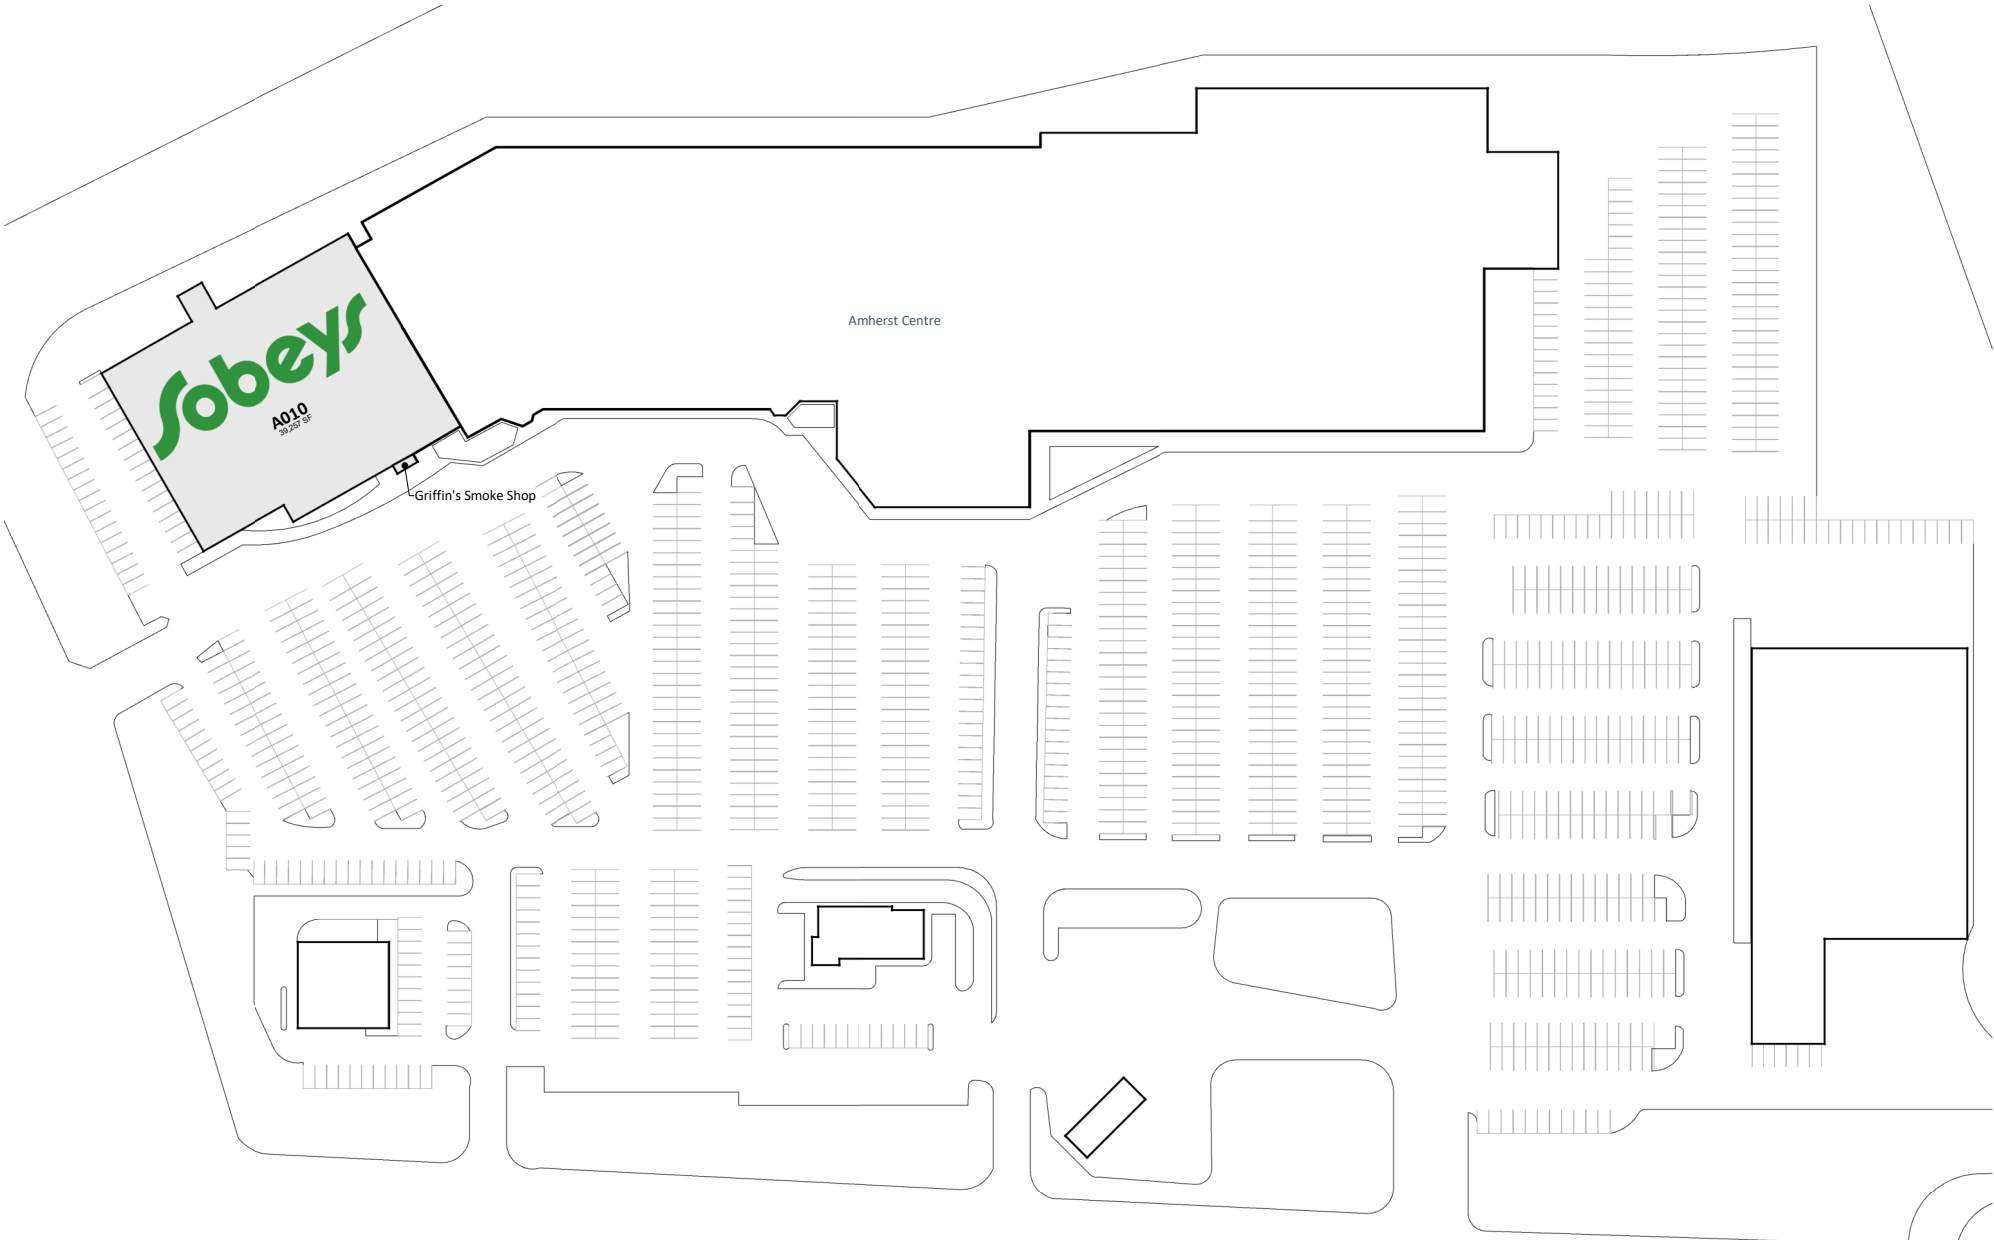 Sobeys
A010
39,257 SF
Griffin's Smoke Shop
Amherst Centre